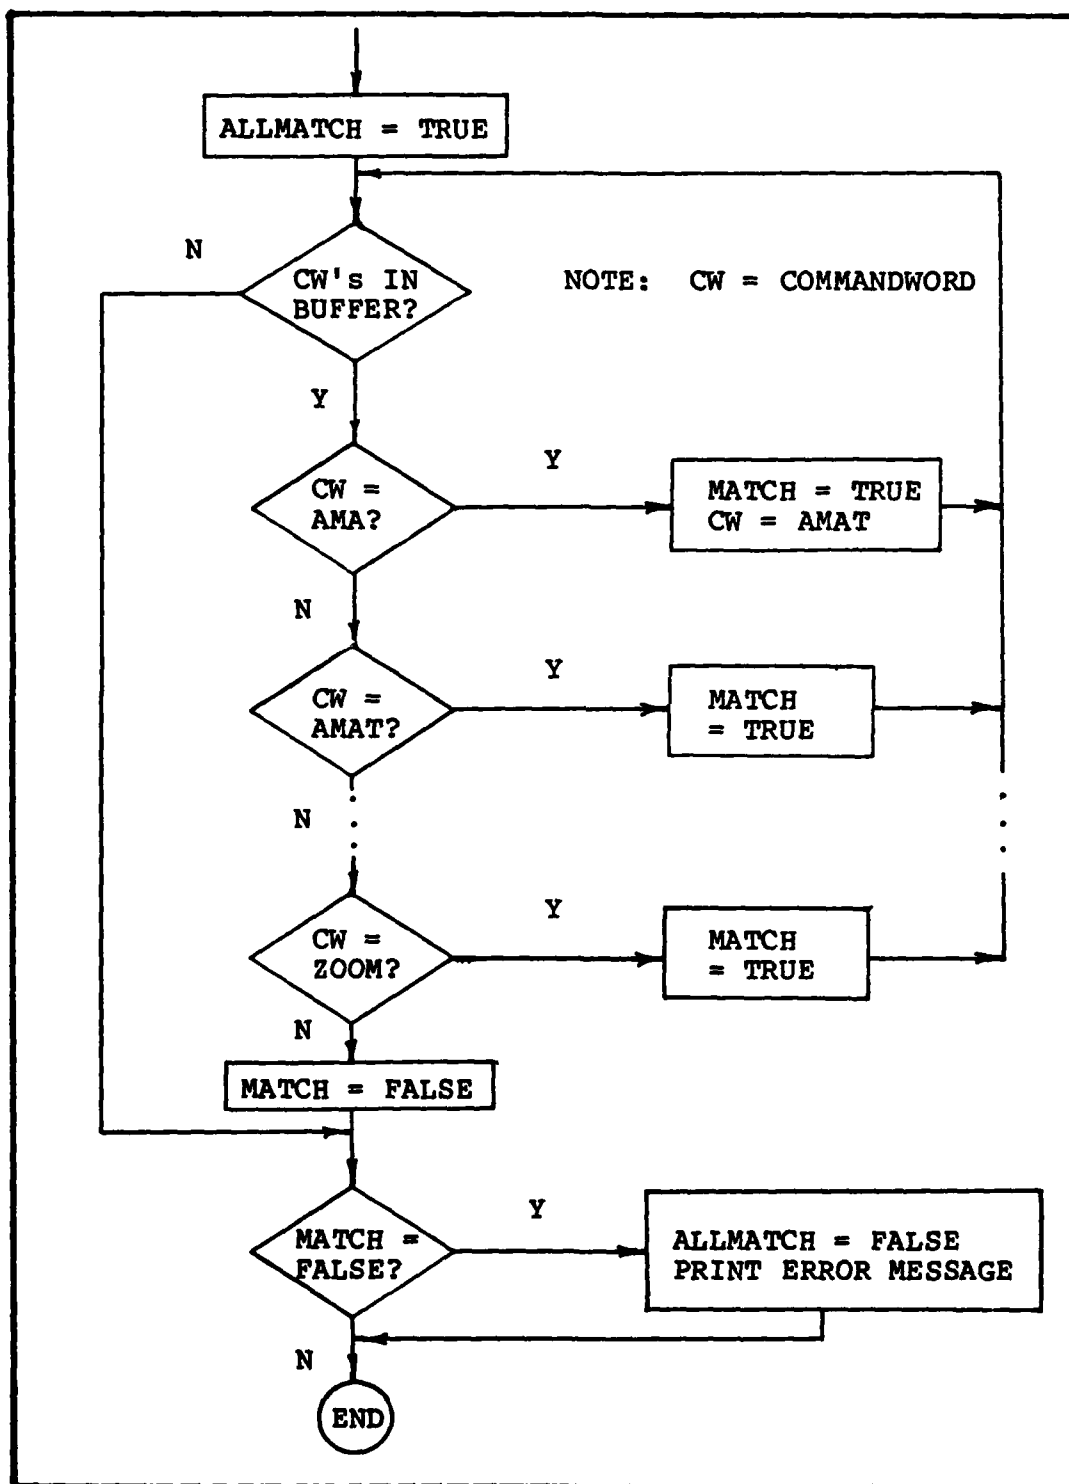 ALLMATCH = TRUE
N
CW's IN
BUFFER?
NOTE: CW = COMMANDWORD
Y
CW =
AMA?
Y
MATCH = TRUE
CW = AMAT
N
CW =
AMAT?
Y
MATCH
= TRUE
N
CW =
ZOOM?
Y
MATCH
= TRUE
N
MATCH = FALSE
MATCH =
FALSE?
Y
ALLMATCH = FALSE
PRINT ERROR MESSAGE
N
END